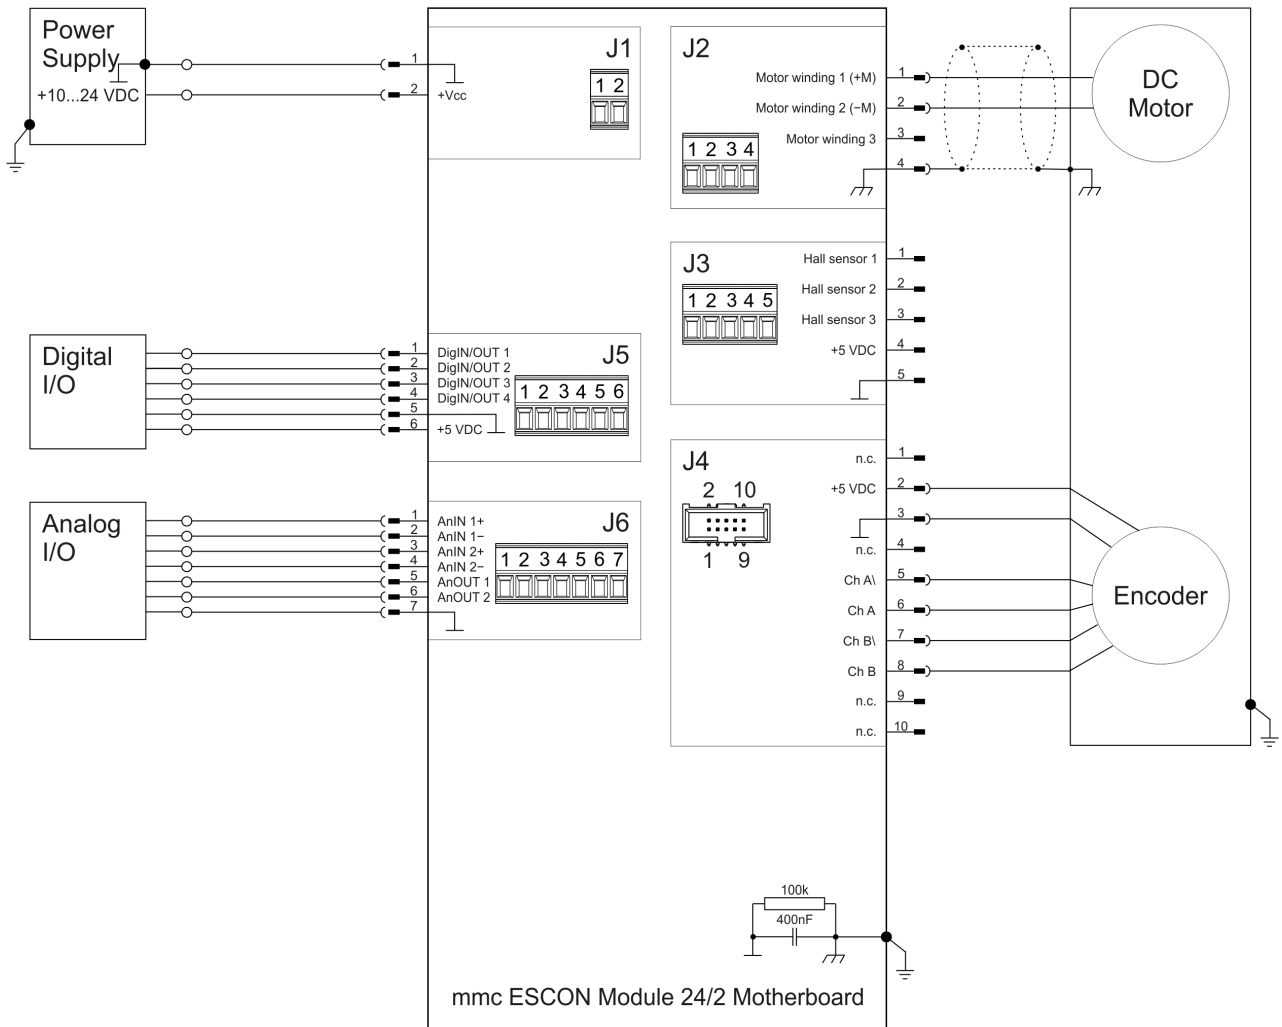 Power
Supply
+10...24 VDC
1
2
+Vcc
J1
1 2
J2
Motor winding 1 (+M)
1
Motor winding 2 (−M)
2
Motor winding 3
3
4
1 2 3 4
DC
Motor
J3
Hall sensor 1
1
Hall sensor 2
2
Hall sensor 3
3
+5 VDC
4
5
1 2 3 4 5
Digital
I/O
1
DigIN/OUT 1
2
DigIN/OUT 2
3
DigIN/OUT 3
4
DigIN/OUT 4
5
6
+5 VDC
J5
1 2 3 4 5 6
J4
2 10
1 9
n.c.
1
+5 VDC
2
3
n.c.
4
Ch A\
5
Ch A
6
Ch B\
7
Ch B
8
n.c.
9
n.c.
10
Encoder
Analog
I/O
1
AnIN 1+
2
AnIN 1−
3
AnIN 2+
4
AnIN 2−
5
AnOUT 1
6
AnOUT 2
7
J6
1 2 3 4 5 6 7
100k
400nF
mmc ESCON Module 24/2 Motherboard